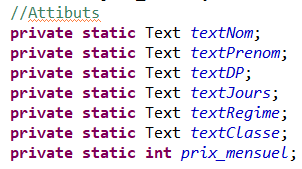 //Attibuts
private static Text textNom;
private static Text textPrenom;
private static Text textDP;
private static Text textJours;
private static Text textRegime;
private static Text textClasse;
private static int prix_mensuel;